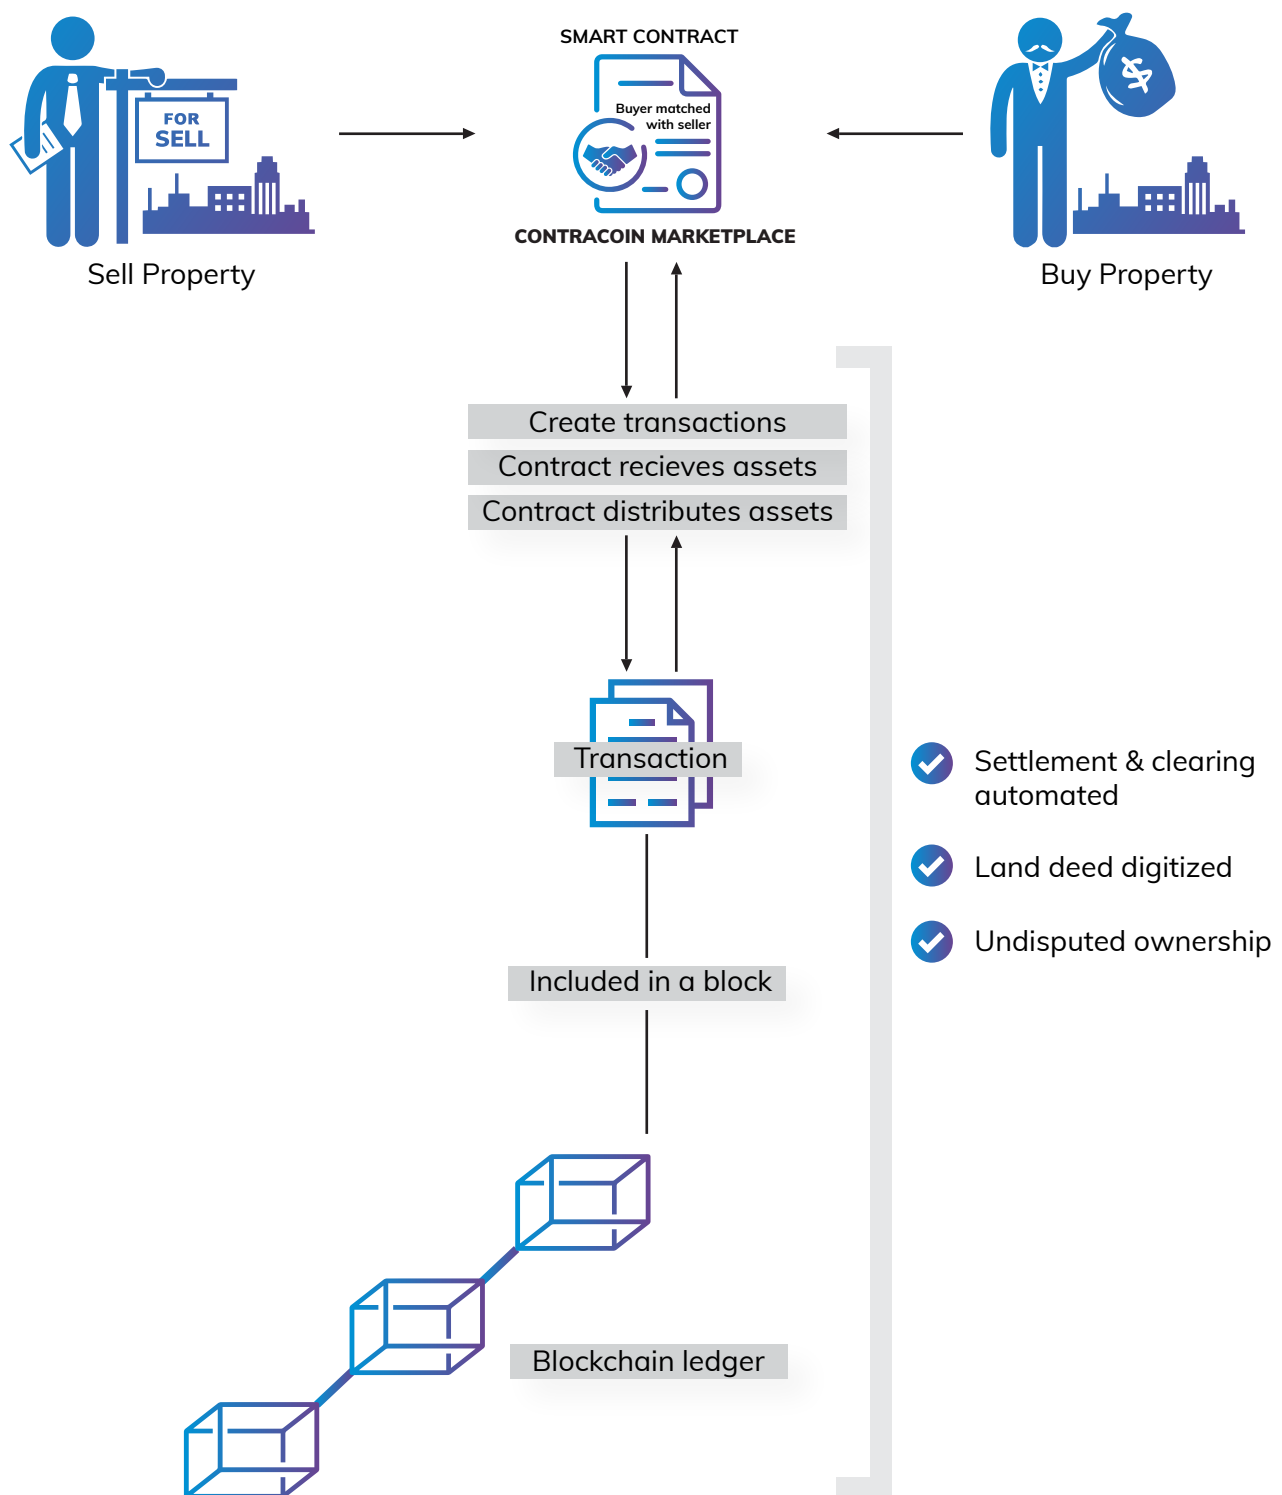 SMART CONTRACT
FOR
SELL
Buyer matched
with seller
$
CONTRACOIN MARKETPLACE
Sell Property
Buy Property
Create transactions
Contract recieves assets
Contract distributes assets
Transaction
Settlement & clearing
automated
Land deed digitized
Undisputed ownership
Included in a block
Blockchain ledger